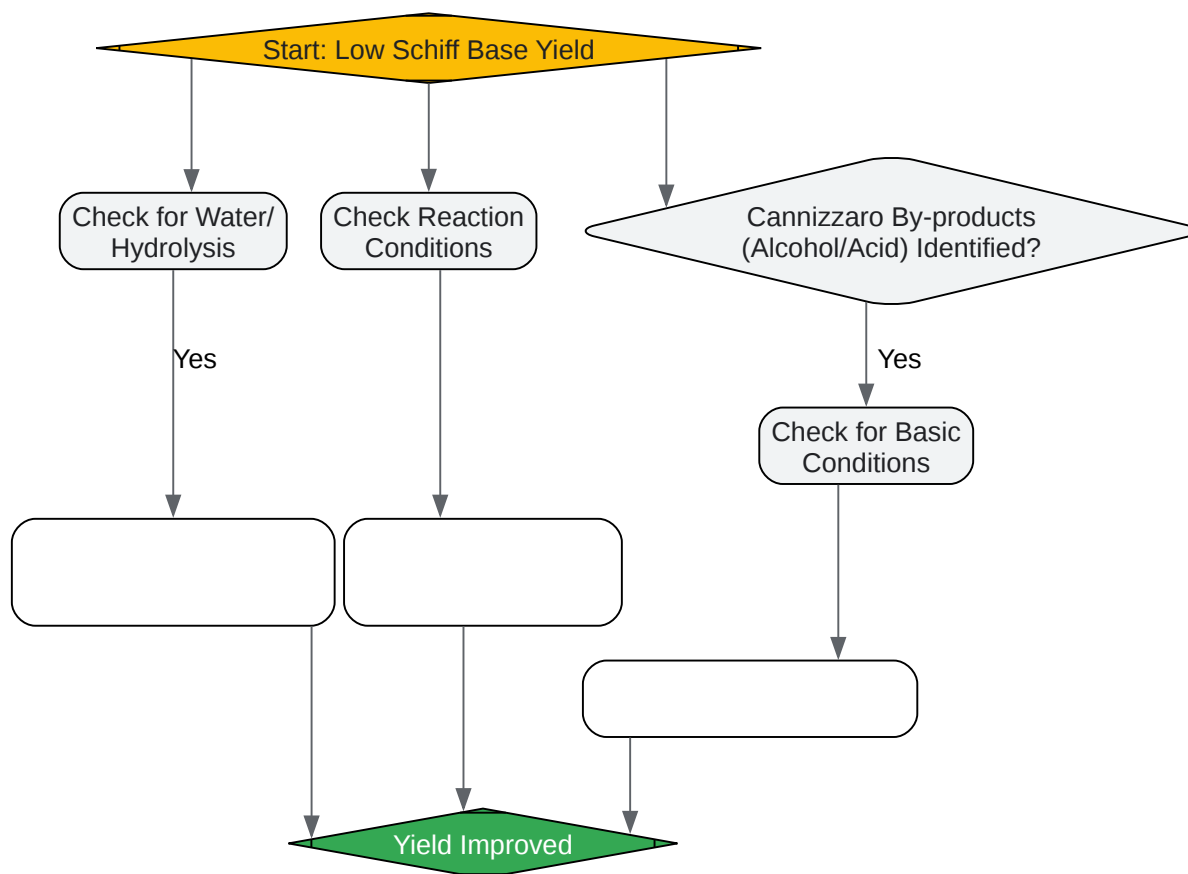 Start: Low Schiff Base Yield
Check for Water/
Hydrolysis
Check Reaction
Conditions
Cannizzaro By-products
(Alcohol/Acid) Identified?
Yes
Yes
Check for Basic
Conditions
Yield Improved